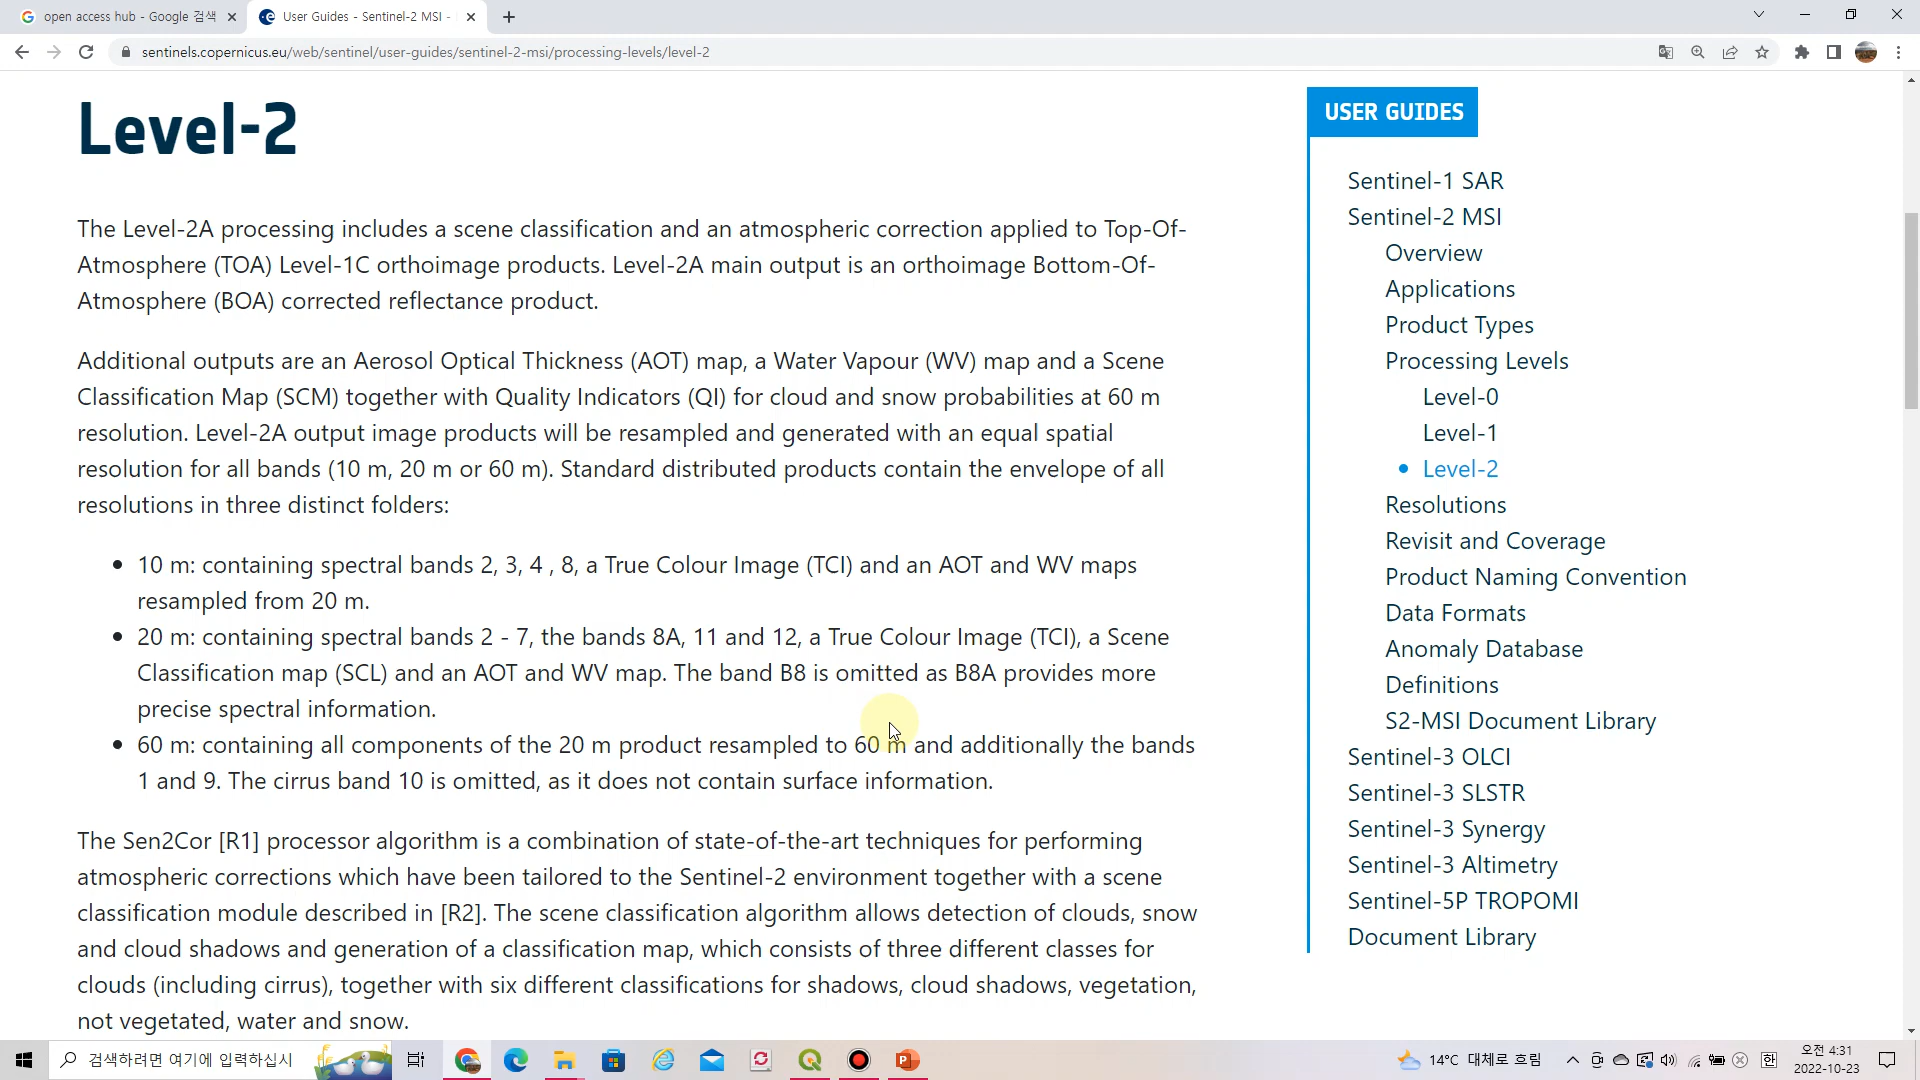 open access hub - Google 검색
User Guides - Sentinel-2 MSI -
sentinels.copernicus.eu/web/sentinel/user-guides/sentinel-2-msi/processing-levels/level-2
Level-2
The Level-2A processing includes a scene classification and an atmospheric correction applied to Top-Of-
Atmosphere (TOA) Level-1C orthoimage products. Level-2A main output is an orthoimage Bottom-Of-
Atmosphere (BOA) corrected reflectance product.
Additional outputs are an Aerosol Optical Thickness (AOT) map, a Water Vapour (WV) map and a Scene
Classification Map (SCM) together with Quality Indicators (QI) for cloud and snow probabilities at 60 m
resolution. Level-2A output image products will be resampled and generated with an equal spatial
resolution for all bands (10 m, 20 m or 60 m). Standard distributed products contain the envelope of all
resolutions in three distinct folders:
• 10 m: containing spectral bands 2, 3, 4 , 8, a True Colour Image (TCI) and an AOT and WV maps
resampled from 20 m.
• 20 m: containing spectral bands 2 - 7, the bands 8A, 11 and 12, a True Colour Image (TCI), a Scene
Classification map (SCL) and an AOT and WV map. The band B8 is omitted as B8A provides more
precise spectral information.
• 60 m: containing all components of the 20 m product resampled to 60 m and additionally the bands
1 and 9. The cirrus band 10 is omitted, as it does not contain surface information.
The Sen2Cor [R1] processor algorithm is a combination of state-of-the-art techniques for performing
atmospheric corrections which have been tailored to the Sentinel-2 environment together with a scene
classification module described in [R2]. The scene classification algorithm allows detection of clouds, snow
and cloud shadows and generation of a classification map, which consists of three different classes for
clouds (including cirrus), together with six different classifications for shadows, cloud shadows, vegetation,
not vegetated, water and snow.
USER GUIDES
Sentinel-1 SAR
Sentinel-2 MSI
Overview
Applications
Product Types
Processing Levels
Level-0
Level-1
• Level-2
Resolutions
Revisit and Coverage
Product Naming Convention
Data Formats
Anomaly Database
Definitions
S2-MSI Document Library
Sentinel-3 OLCI
Sentinel-3 SLSTR
Sentinel-3 Synergy
Sentinel-3 Altimetry
Sentinel-5P TROPOMI
Document Library
검색하려면 여기에 입력하십시
14°C 대체로 흐림
한
오전 4:31
2022-10-23